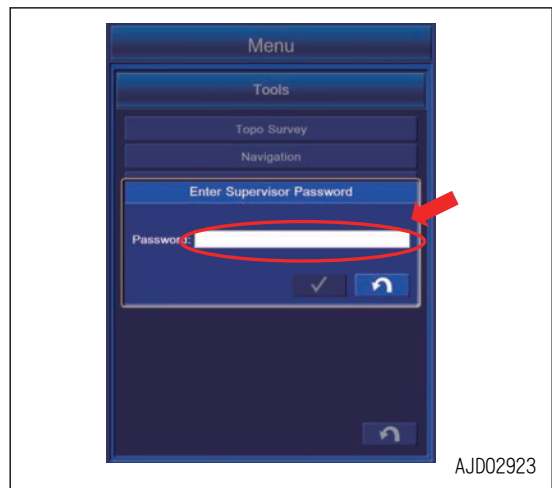 Menu
Tools
Topo Survey
Navigation
Enter Supervisor Password
Password:
AJD02923